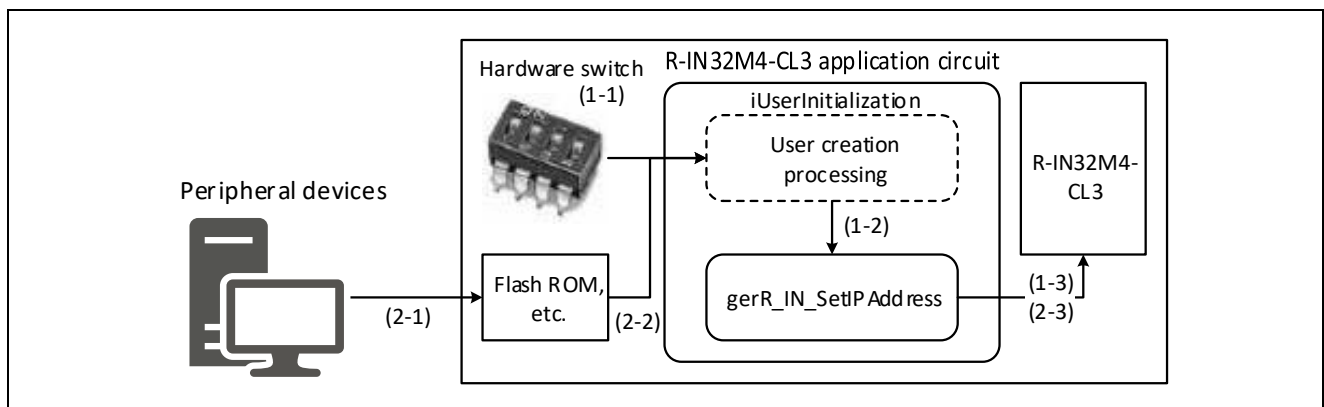 R-IN32M4-CL3 application circuit
Hardware switch
(1-1)
iUserInitialization
User creation
processing
R-IN32M4-
CL3
Peripheral devices
(1-2)
Flash ROM,
etc.
gerR_IN_SetIPAddress
(1-3)
(2-3)
(2-1)
(2-2)